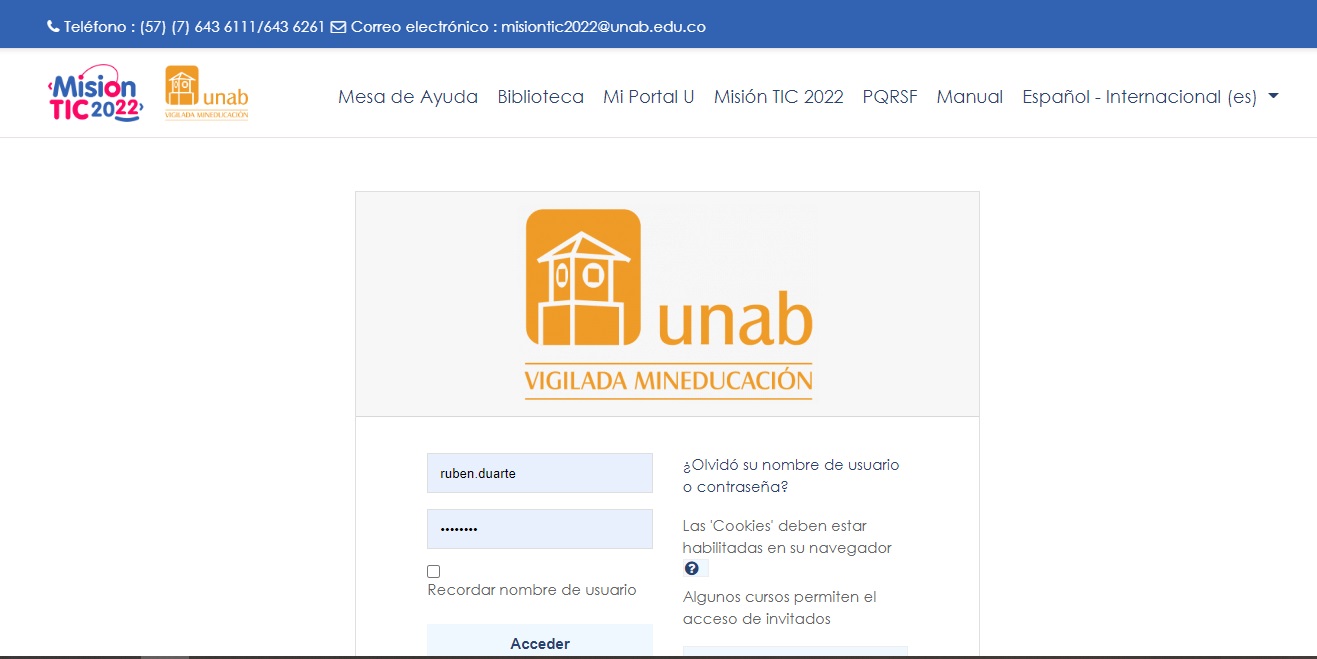 Teléfono : (57) (7) 643 6111/643 6261 Correo electrónico : misiontic2022@unab.edu.co
Misión TIC 2022
unab
VIGILADA MINEDUCACIÓN
Mesa de Ayuda Biblioteca Mi Portal U Misión TIC 2022 PQRSF Manual Español - Internacional (es)
unab
VIGILADA MINEDUCACIÓN
ruben.duarte
••••••••
Recordar nombre de usuario
Acceder
¿Olvidó su nombre de usuario
o contraseña?
Las 'Cookies' deben estar
habilitadas en su navegador
?
Algunos cursos permiten el
acceso de invitados